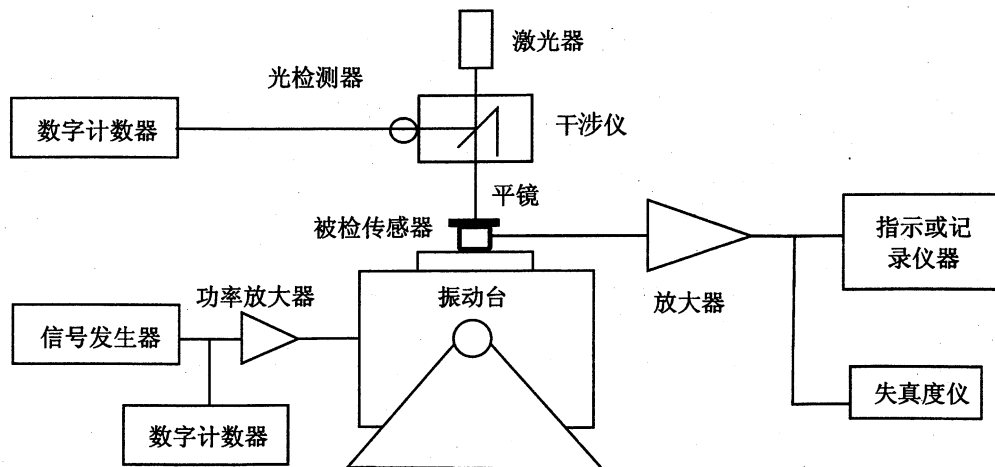 激光器
光检测器
数字计数器
干涉仪
平镜
被检传感器
指示或记
录仪器
放大器
功率放大器
振动台
信号发生器
数字计数器
失真度仪